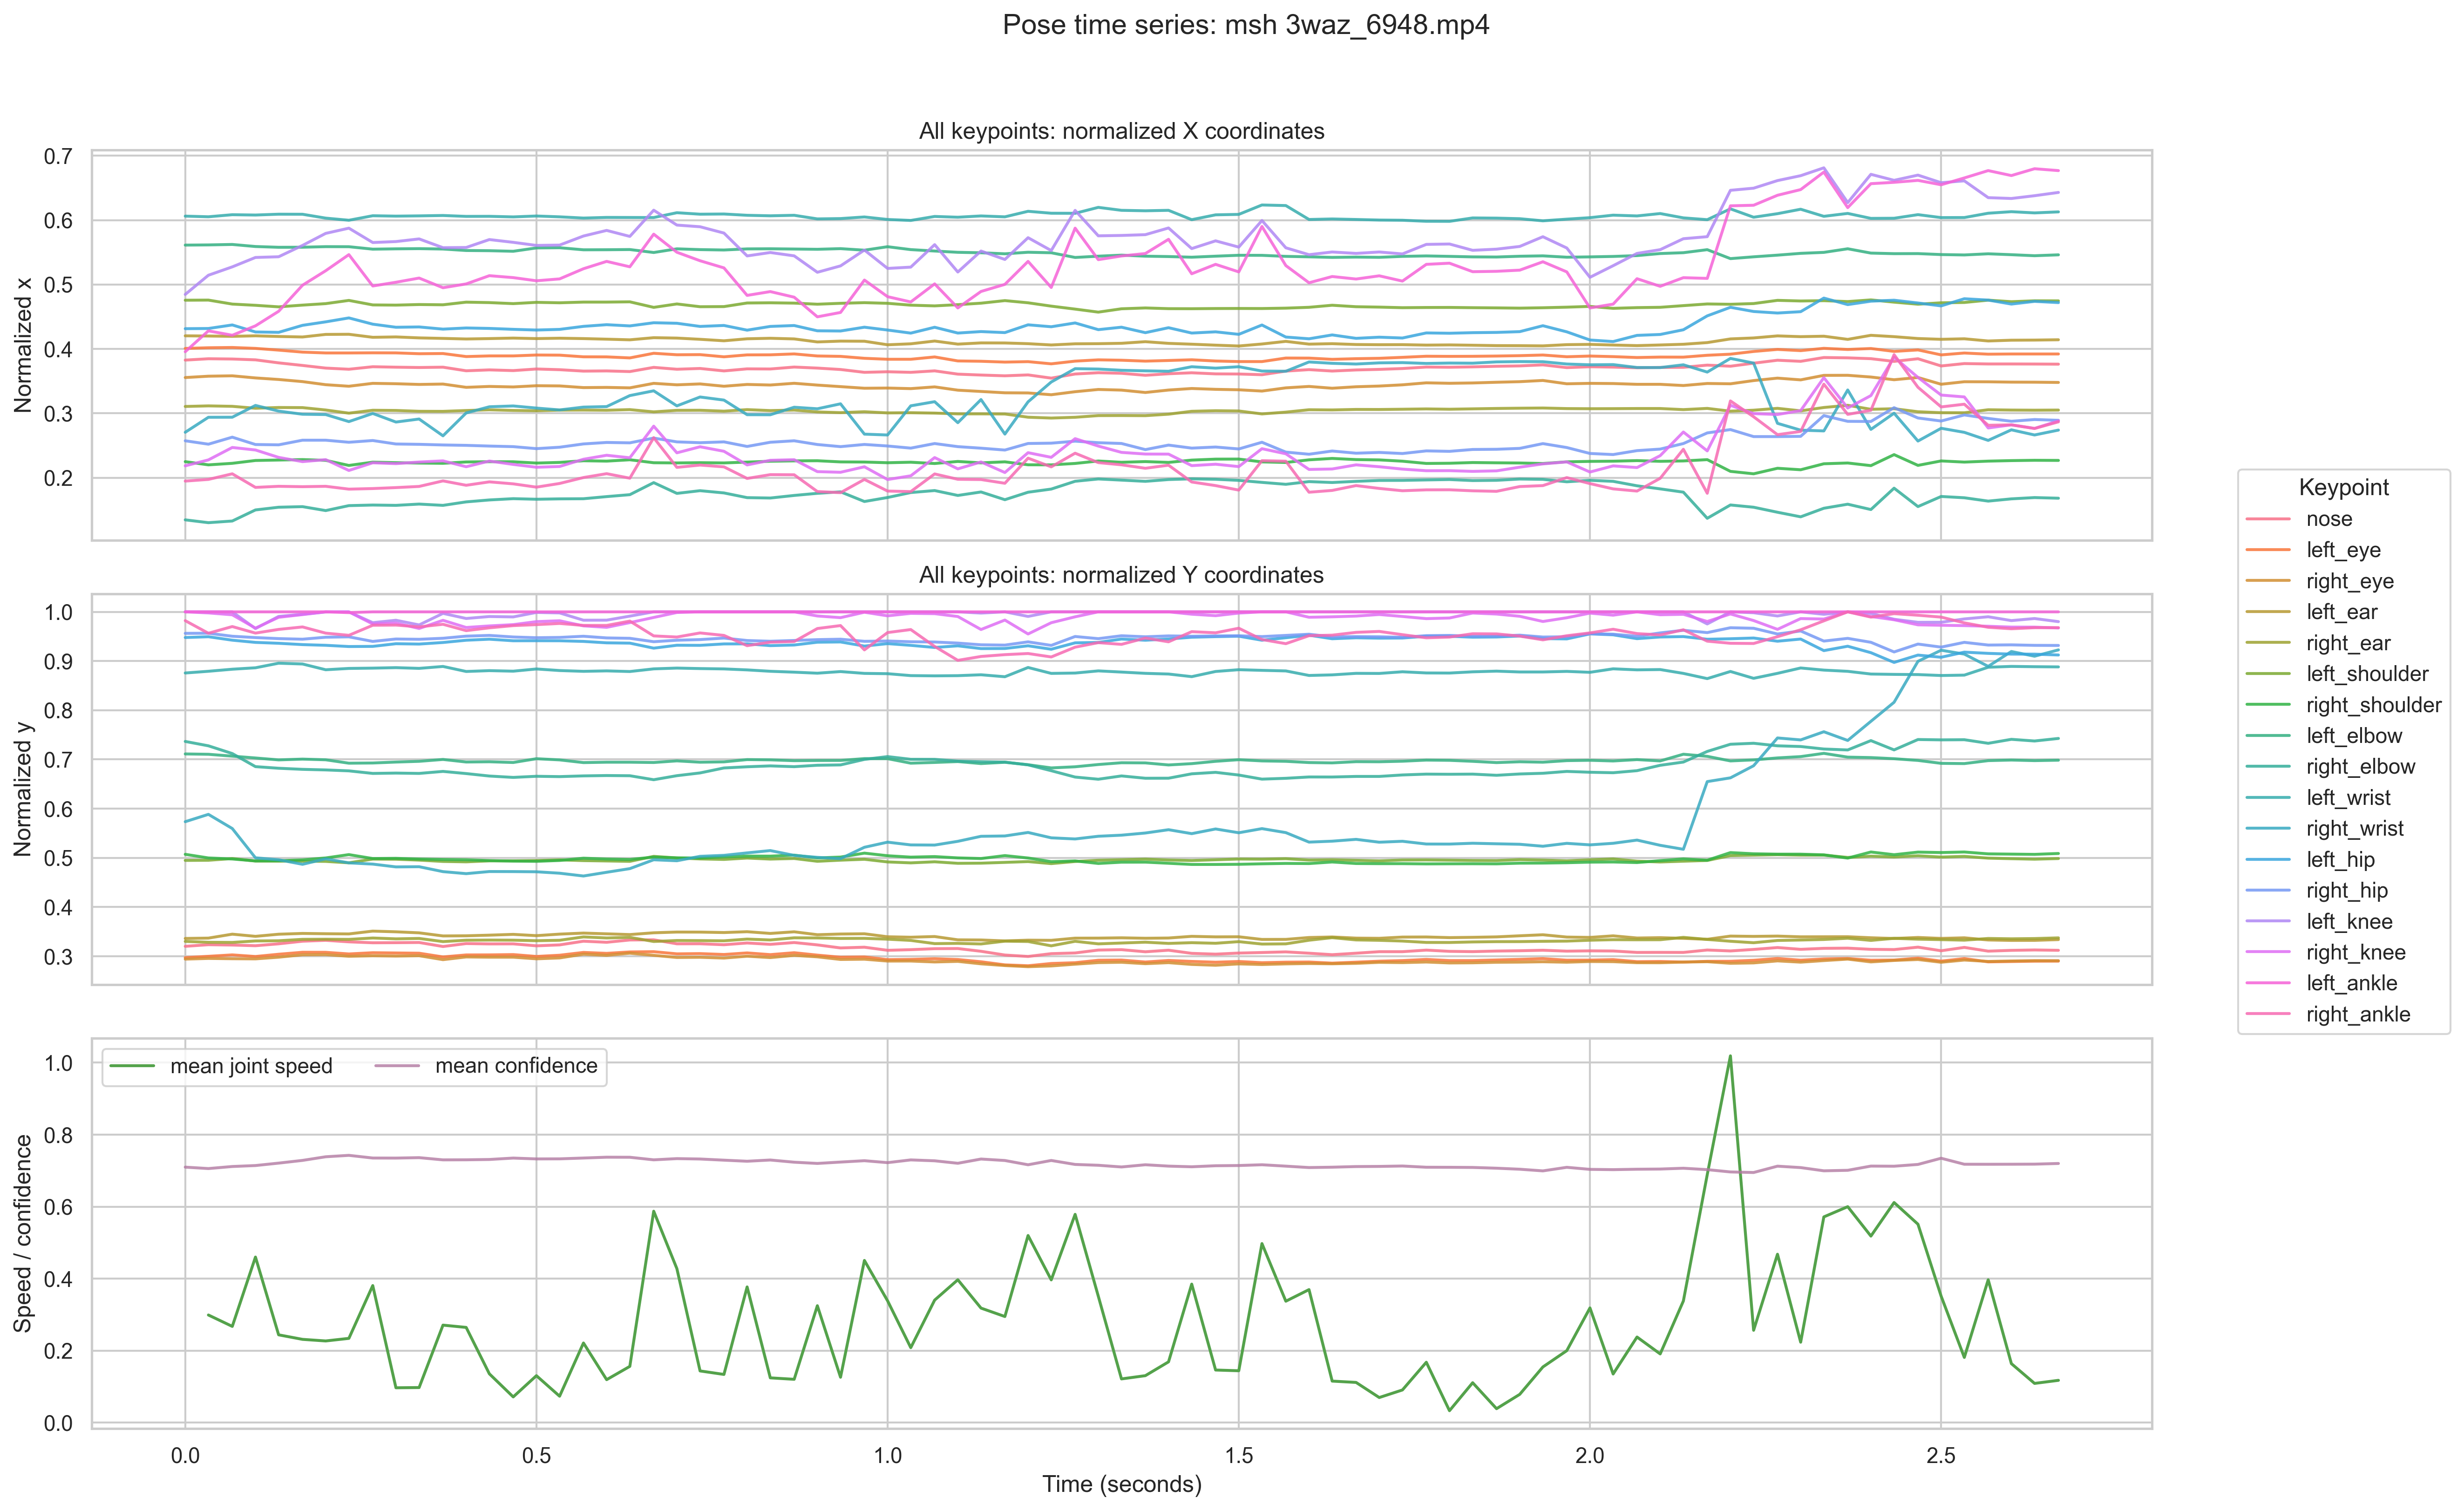 Pose time series: msh 3waz_6948.mp4
All keypoints: normalized X coordinates
Normalized x
0.7
0.6
0.5
0.4
0.3
0.2
All keypoints: normalized Y coordinates
Normalized y
1.0
0.9
0.8
0.7
0.6
0.5
0.4
0.3
Keypoint
nose
left_eye
right_eye
left_ear
right_ear
left_shoulder
right_shoulder
left_elbow
right_elbow
left_wrist
right_wrist
left_hip
right_hip
left_knee
right_knee
left_ankle
right_ankle
mean joint speed
mean confidence
Speed / confidence
1.0
0.8
0.6
0.4
0.2
0.0
0.0 0.5 1.0 1.5 2.0 2.5
Time (seconds)